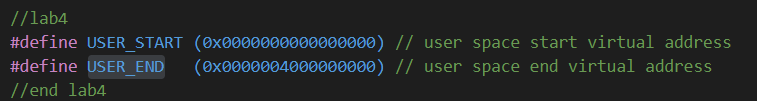 //lab4
#define USER_START (0x0000000000000000) // user space start virtual address
#define USER_END   (0x0000004000000000) // user space end virtual address
//end lab4